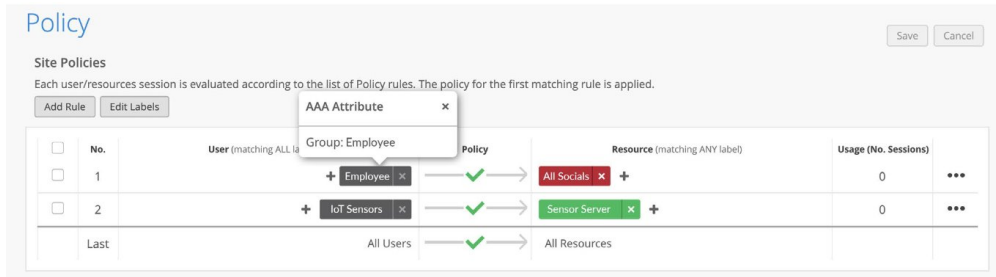 Policy
Save Cancel
Site Policies
Each user/resources session is evaluated according to the list of Policy rules. The policy for the first matching rule is applied.
Add Rule Edit Labels
AAA Attribute ×
Group: Employee
No. User (matching ALL la Policy Resource (matching ANY label) Usage (No. Sessions)
1 + Employee × All Socials × + 0 •••
2 + IoT Sensors × Sensor Server × + 0 •••
Last All Users All Resources